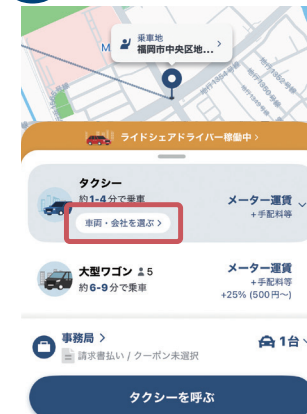 M
乗車地
福岡市中央区地... >
ライドシェアドライバー稼働中 >
タクシー
約1-4分で乗車
メーター運賃
+手配料等
車両・会社を選ぶ >
大型ワゴン 5
約6-9分で乗車
メーター運賃
+手配料等
+25% (500円~)
事務局 >
請求書払い / クーポン未選択
1台
タクシーを呼ぶ